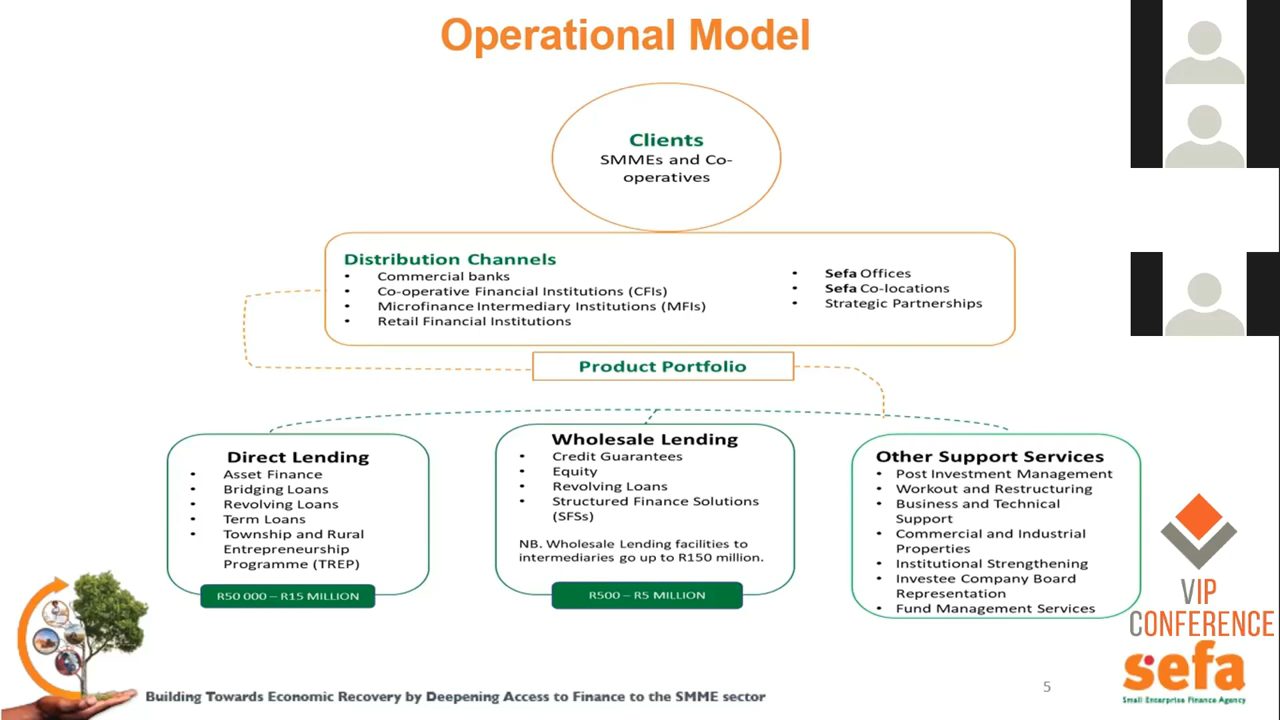 Operational Model
Clients
SMMEs and Co-
operatives
Distribution Channels
• Commercial banks
• Co-operative Financial Institutions (CFIs)
• Microfinance Intermediary Institutions (MFIs)
• Retail Financial Institutions
• Sefa Offices
• Sefa Co-locations
• Strategic Partnerships
Product Portfolio
Direct Lending
• Asset Finance
• Bridging Loans
• Revolving Loans
• Term Loans
• Township and Rural
Entrepreneurship
Programme (TREP)
R50 000 – R15 MILLION
Wholesale Lending
• Credit Guarantees
• Equity
• Revolving Loans
• Structured Finance Solutions
(SFSs)
NB. Wholesale Lending facilities to
intermediaries go up to R150 million.
R500 – R5 MILLION
Other Support Services
• Post Investment Management
• Workout and Restructuring
• Business and Technical
Support
• Commercial and Industrial
Properties
• Institutional Strengthening
• Investee Company Board
Representation
• Fund Management Services
VIP
CONFERENCE
sefa
Small Enterprise Finance Agency
Building Towards Economic Recovery by Deepening Access to Finance to the SMME sector
5